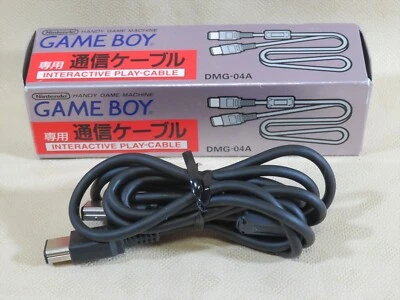 Nintendo HANDY GAME MACHINE
GAME BOY
専用 通信ケーブル
INTERACTIVE PLAY-CABLE
DMG-04A
Nintendo HANDY GAME MACHINE
GAME BOY
専用 通信ケーブル
INTERACTIVE PLAY-CABLE
DMG-04A